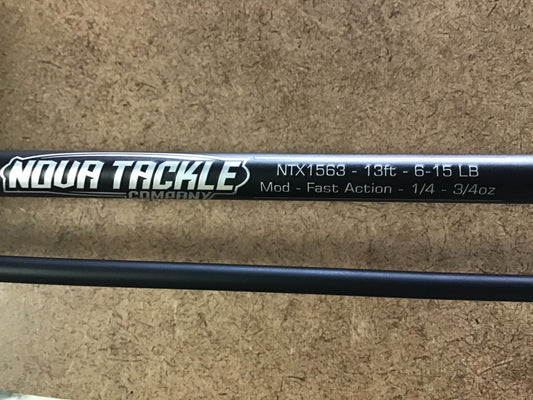 NOVA TACKLE
COMPANY
NTX1563 - 13ft - 6-15 LB
Mod - Fast Action - 1/4 - 3/4oz